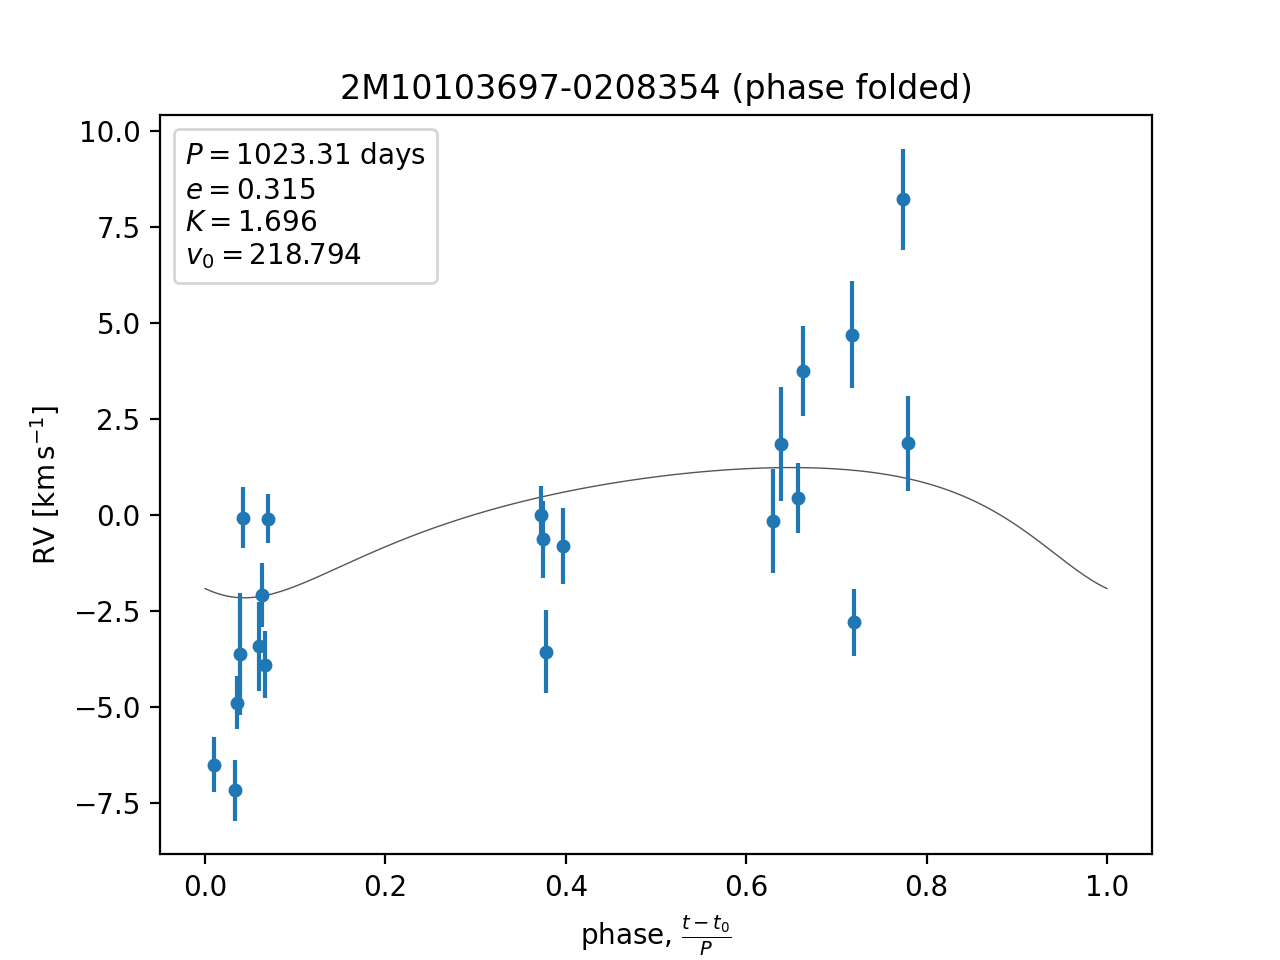 2M10103697-0208354 (phase folded)
P = 1023.31 days
e = 0.315
K = 1.696
v₀ = 218.794
10.0
7.5
5.0
2.5
0.0
−2.5
−5.0
−7.5
RV [km s⁻¹]
0.0 0.2 0.4 0.6 0.8 1.0
phase, (t − t₀)/P